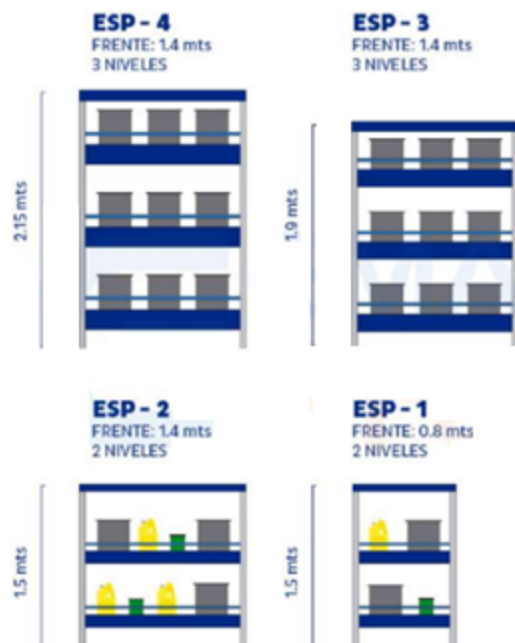 ESP - 4
FRENTE: 1.4 mts
3 NIVELES
2.15 mts
ESP - 3
FRENTE: 1.4 mts
3 NIVELES
1.9 mts
ESP - 2
FRENTE: 1.4 mts
2 NIVELES
1.5 mts
ESP - 1
FRENTE: 0.8 mts
2 NIVELES
1.5 mts